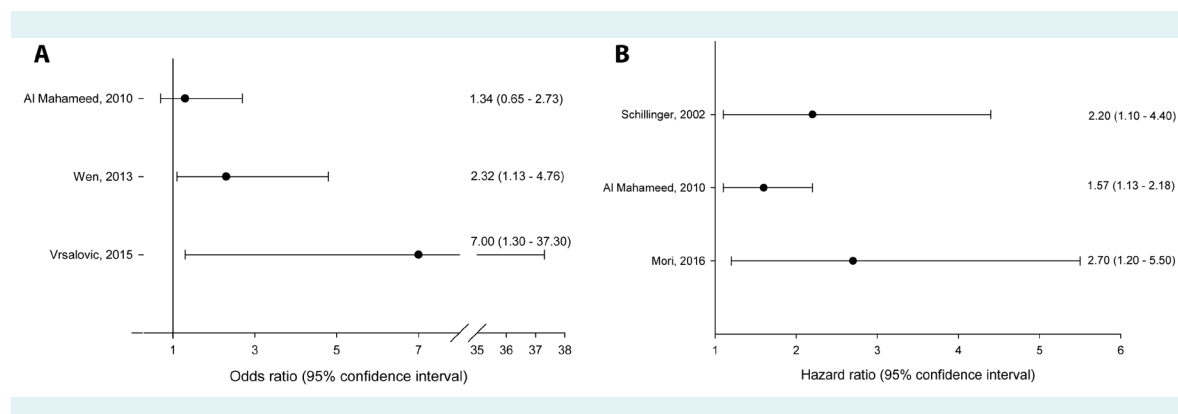 A
Al Mahameed, 2010
1.34 (0.65 - 2.73)
Wen, 2013
2.32 (1.13 - 4.76)
Vrsalovic, 2015
7.00 (1.30 - 37.30)
1 3 5 7 35 36 37 38
Odds ratio (95% confidence interval)
B
Schillinger, 2002
2.20 (1.10 - 4.40)
Al Mahameed, 2010
1.57 (1.13 - 2.18)
Mori, 2016
2.70 (1.20 - 5.50)
1 2 3 4 5 6
Hazard ratio (95% confidence interval)